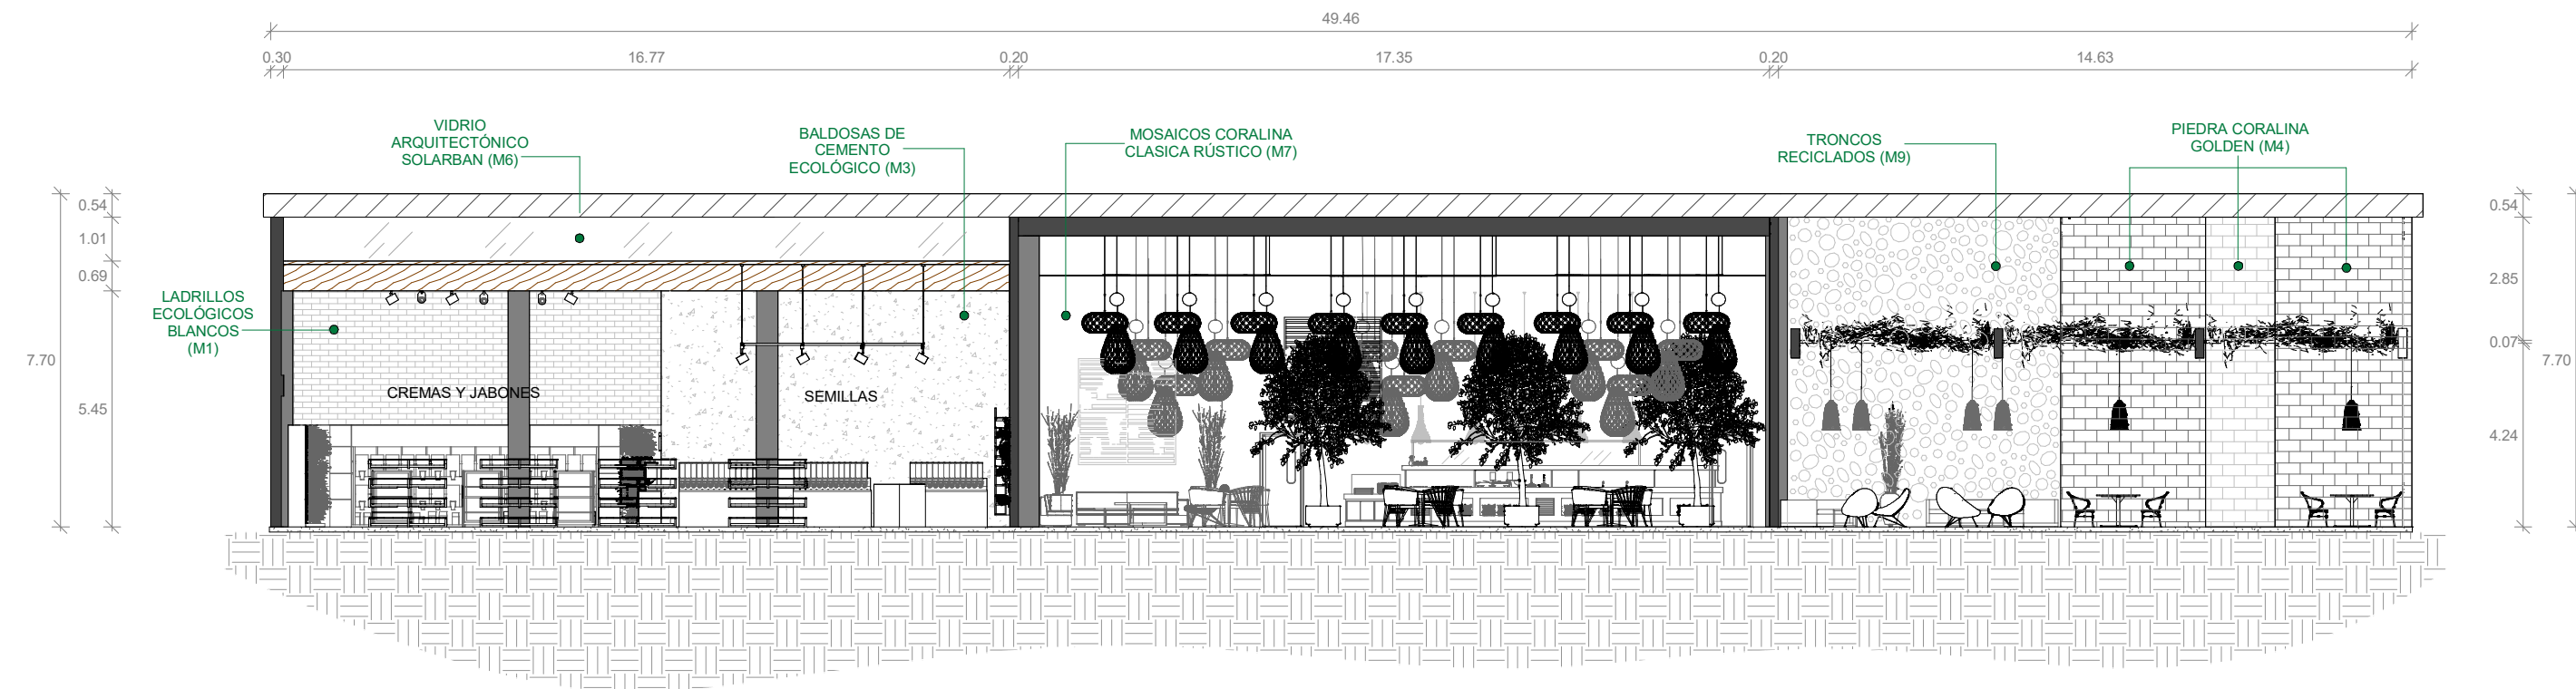 49.46
0.30
16.77
0.20
17.35
0.20
14.63
VIDRIO
ARQUITECTÓNICO
SOLARBAN (M6)
BALDOSAS DE
CEMENTO
ECOLÓGICO (M3)
MOSAICOS CORALINA
CLASICA RÚSTICO (M7)
TRONCOS
RECICLADOS (M9)
PIEDRA CORALINA
GOLDEN (M4)
LADRILLOS
ECOLÓGICOS
BLANCOS
(M1)
0.54
1.01
0.69
5.45
7.70
CREMAS Y JABONES
SEMILLAS
0.54
2.85
0.07
4.24
7.70